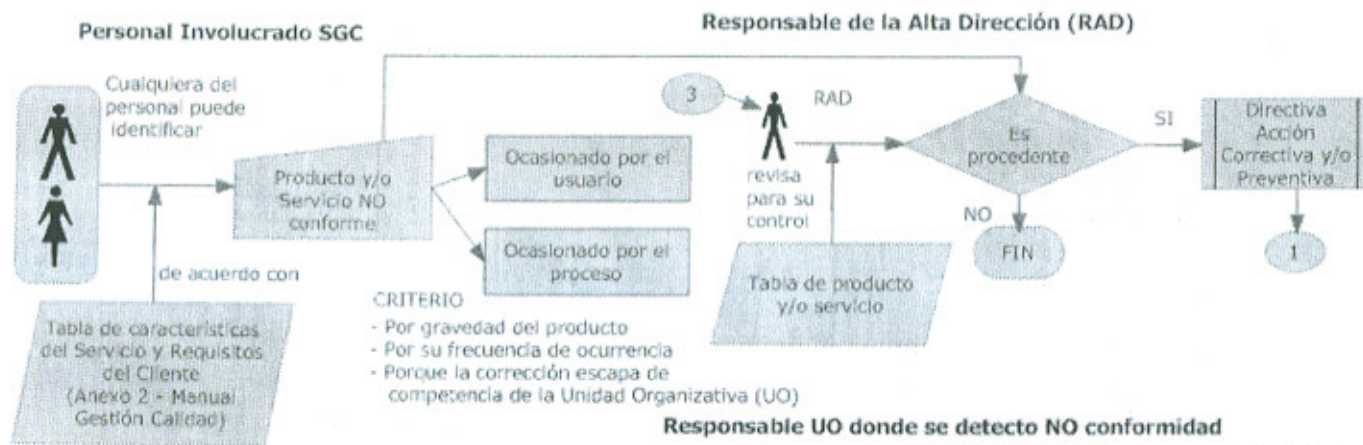 Personal Involucrado SGC
Responsable de la Alta Dirección (RAD)
Cualquiera del
personal puede
identificar
Producto y/o
Servicio NO
conforme
de acuerdo con
Tabla de características
del Servicio y Requisitos
del Cliente
(Anexo 2 - Manual
Gestión Calidad)
Ocasionado por el
usuario
Ocasionado por el
proceso
CRITERIO
- Por gravedad del producto
- Por su frecuencia de ocurrencia
- Porque la corrección escapa de
competencia de la Unidad Organizativa (UO)
3
RAD
revisa
para su
control
Tabla de producto
y/o servicio
Es
procedente
SI
NO
FIN
Directiva
Acción
Correctiva y/o
Preventiva
1
Responsable UO donde se detecto NO conformidad